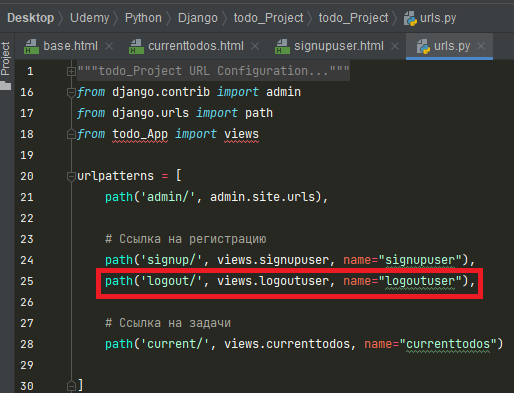 Desktop Udemy Python Django todo_Project todo_Project urls.py
Project
base.html currenttodos.html signupuser.html urls.py
1 """todo_Project URL Configuration..."""
16 from django.contrib import admin
17 from django.urls import path
18 from todo_App import views
19
20 urlpatterns = [
21 path('admin/', admin.site.urls),
22
23 # Ссылка на регистрацию
24 path('signup/', views.signupuser, name="signupuser"),
25 path('logout/', views.logoutuser, name="logoutuser"),
26
27 # Ссылка на задачи
28 path('current/', views.currenttodos, name="currenttodos")
29
30 ]